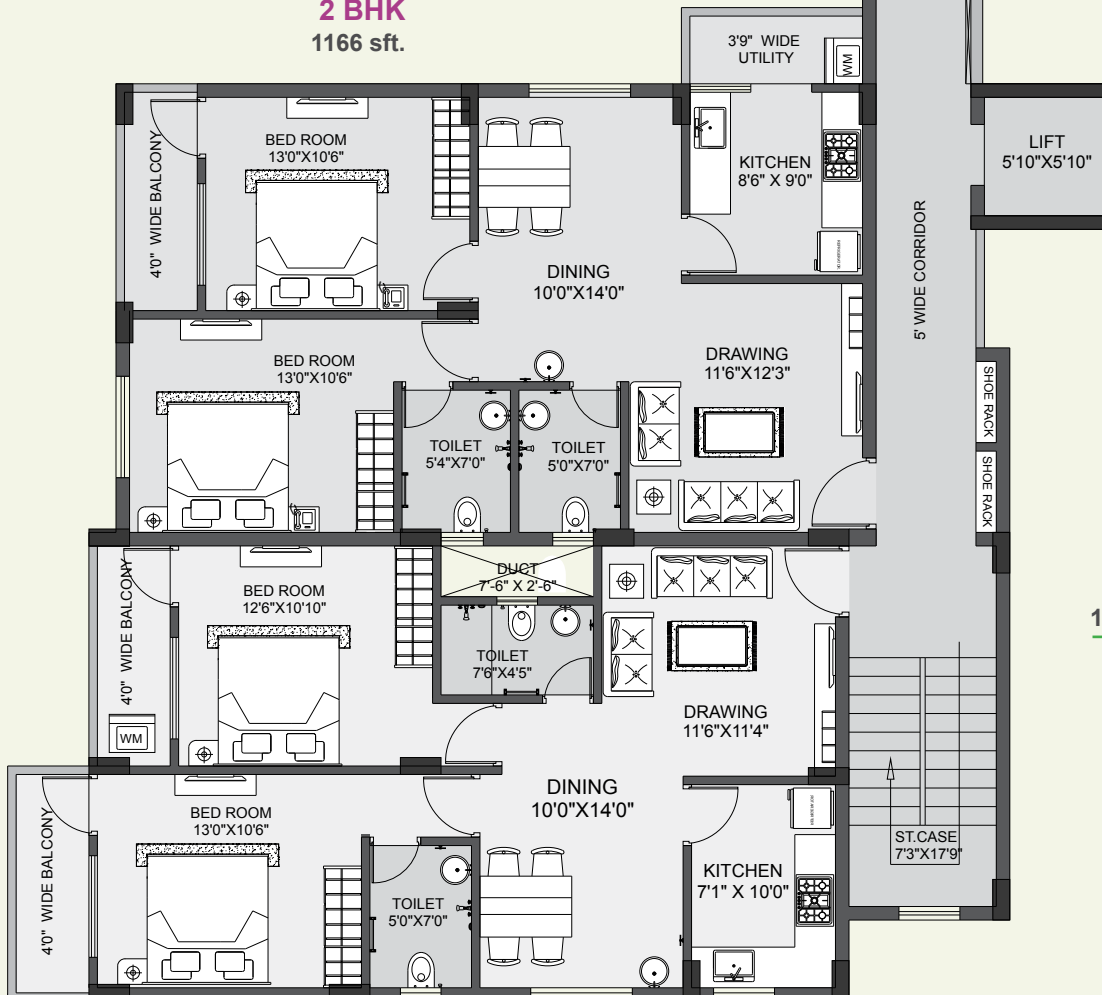 2 BHK
1166 sft.
3'9" WIDE
UTILITY
WM
BED ROOM
13'0"X10'6"
4'0" WIDE BALCONY
KITCHEN
8'6" X 9'0"
LIFT
5'10"X5'10"
5' WIDE CORRIDOR
DINING
10'0"X14'0"
BED ROOM
13'0"X10'6"
DRAWING
11'6"X12'3"
SHOE RACK
TOILET
5'4"X7'0"
TOILET
5'0"X7'0"
SHOE RACK
DUCT
7'-6" X 2'-6"
4'0" WIDE BALCONY
BED ROOM
12'6"X10'10"
1
TOILET
7'6"X4'5"
WM
DRAWING
11'6"X11'4"
DINING
10'0"X14'0"
BED ROOM
13'0"X10'6"
4'0" WIDE BALCONY
ST.CASE
7'3"X17'9"
KITCHEN
7'1" X 10'0"
TOILET
5'0"X7'0"